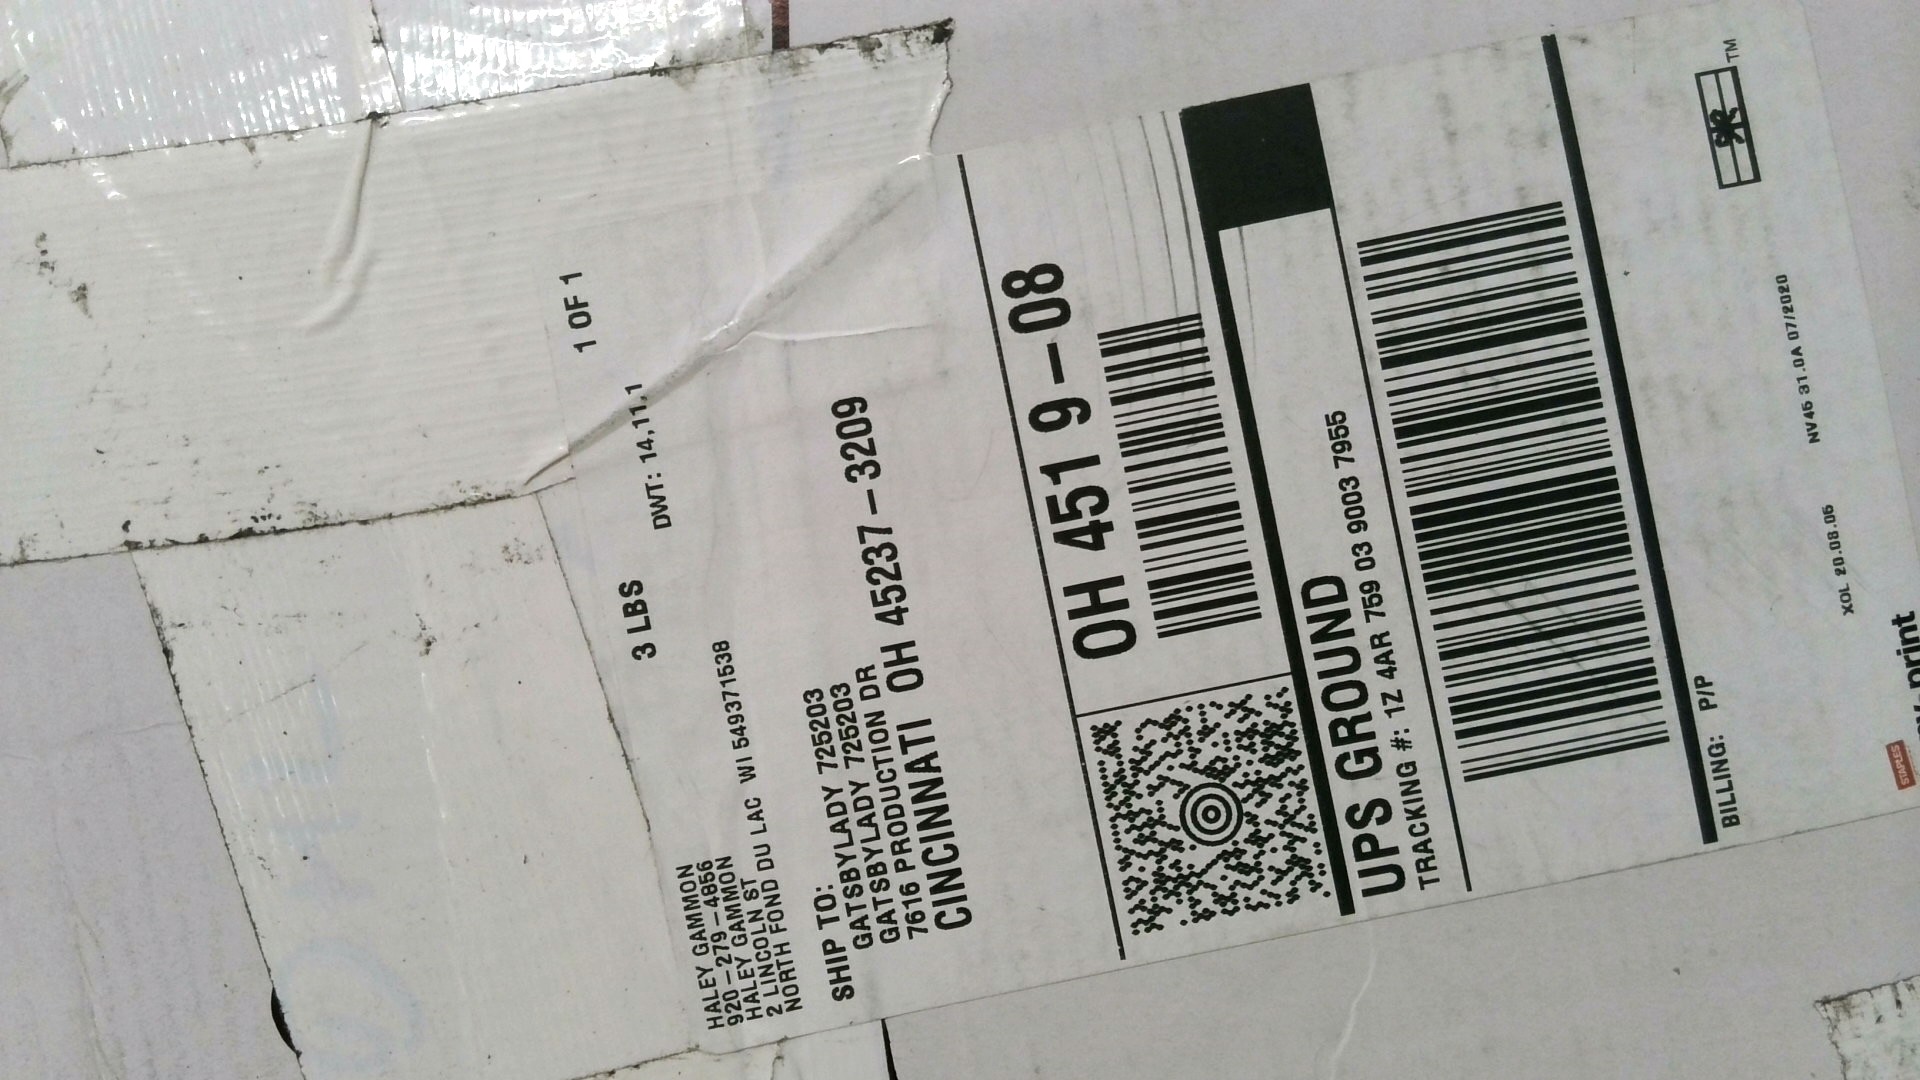 HALEY GAMMON
920-279-4856
HALEY GAMMON
2 LINCOLN ST
NORTH FOND DU LAC WI 549371538
3 LBS
1 OF 1
DWT: 14,11,1
SHIP TO:
GATSBYLADY 725203
GATSBYLADY 725203
7616 PRODUCTION DR
CINCINNATI OH 45237-3209
OH 451 9-08
UPS GROUND
TRACKING #: 1Z 4AR 759 03 9003 7955
BILLING: P/P
XOL 20.08.06
NV45 31.0A 07/2020
TM
STAPLES
print